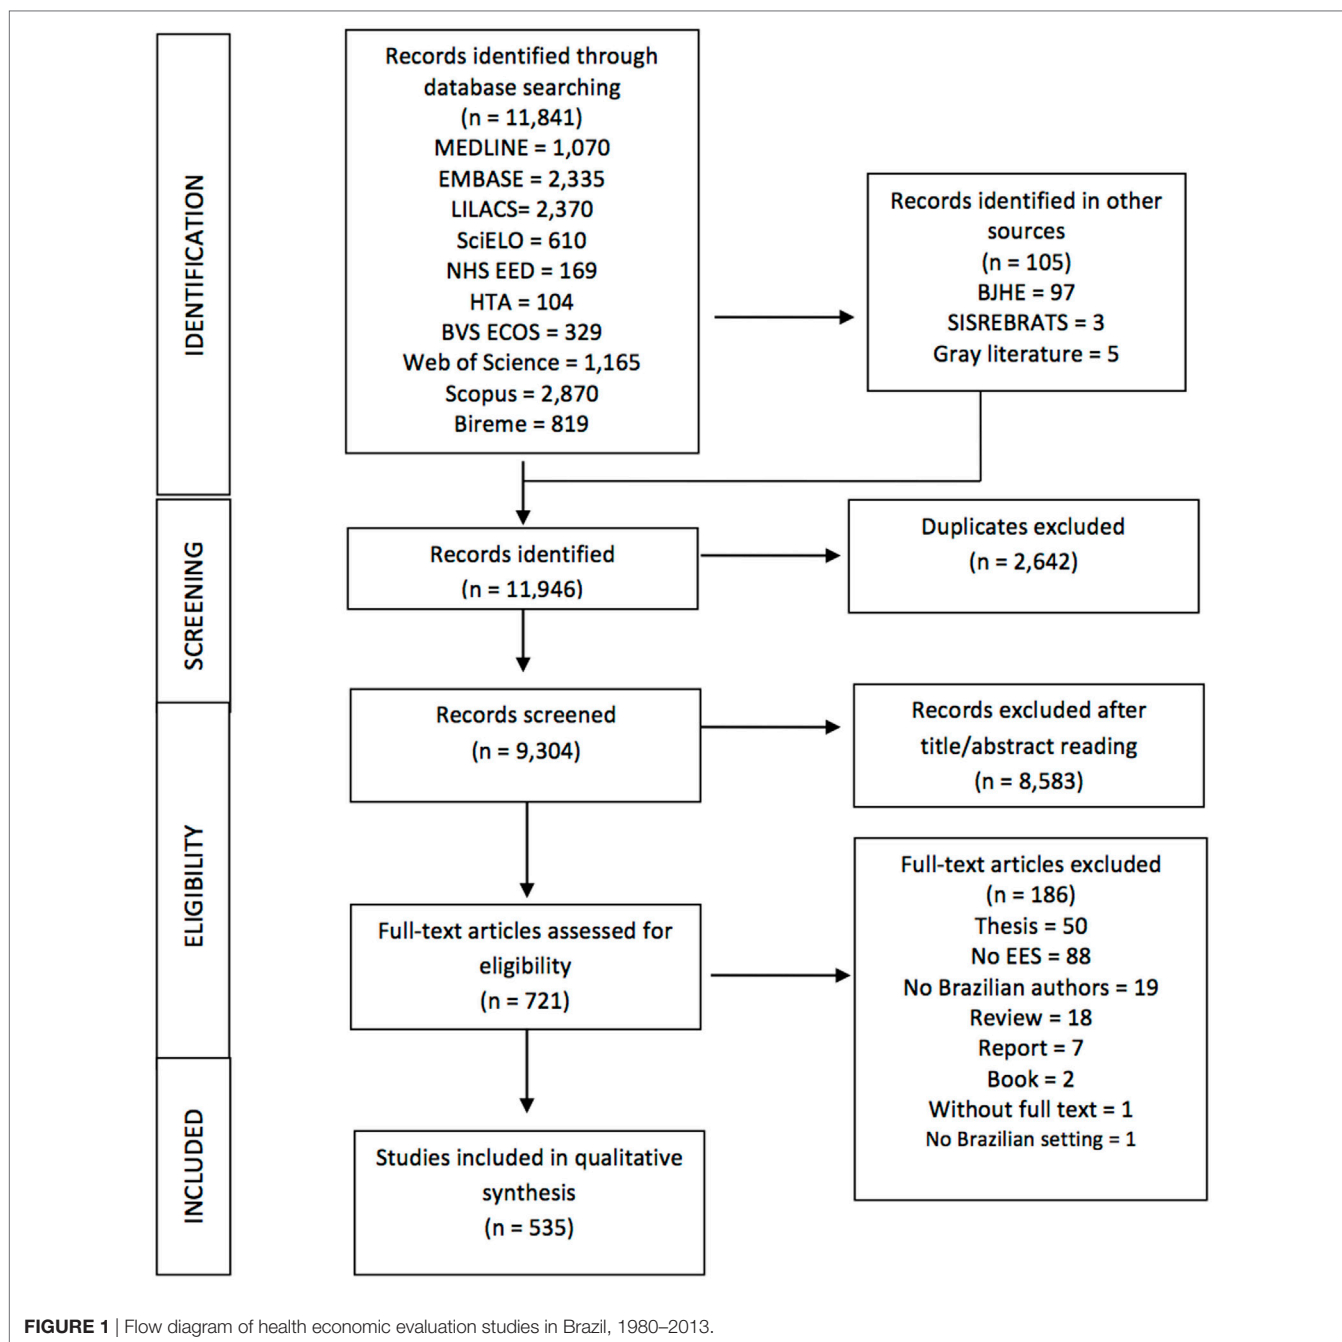 IDENTIFICATION
Records identified through
database searching
(n = 11,841)
MEDLINE = 1,070
EMBASE = 2,335
LILACS= 2,370
SciELO = 610
NHS EED = 169
HTA = 104
BVS ECOS = 329
Web of Science = 1,165
Scopus = 2,870
Bireme = 819
Records identified in other
sources
(n = 105)
BJHE = 97
SISREBRATS = 3
Gray literature = 5
SCREENING
Records identified
(n = 11,946)
Duplicates excluded
(n = 2,642)
ELIGIBILITY
Records screened
(n = 9,304)
Records excluded after
title/abstract reading
(n = 8,583)
Full-text articles assessed for
eligibility
(n = 721)
Full-text articles excluded
(n = 186)
Thesis = 50
No EES = 88
No Brazilian authors = 19
Review = 18
Report = 7
Book = 2
Without full text = 1
No Brazilian setting = 1
INCLUDED
Studies included in qualitative
synthesis
(n = 535)
FIGURE 1 | Flow diagram of health economic evaluation studies in Brazil, 1980–2013.